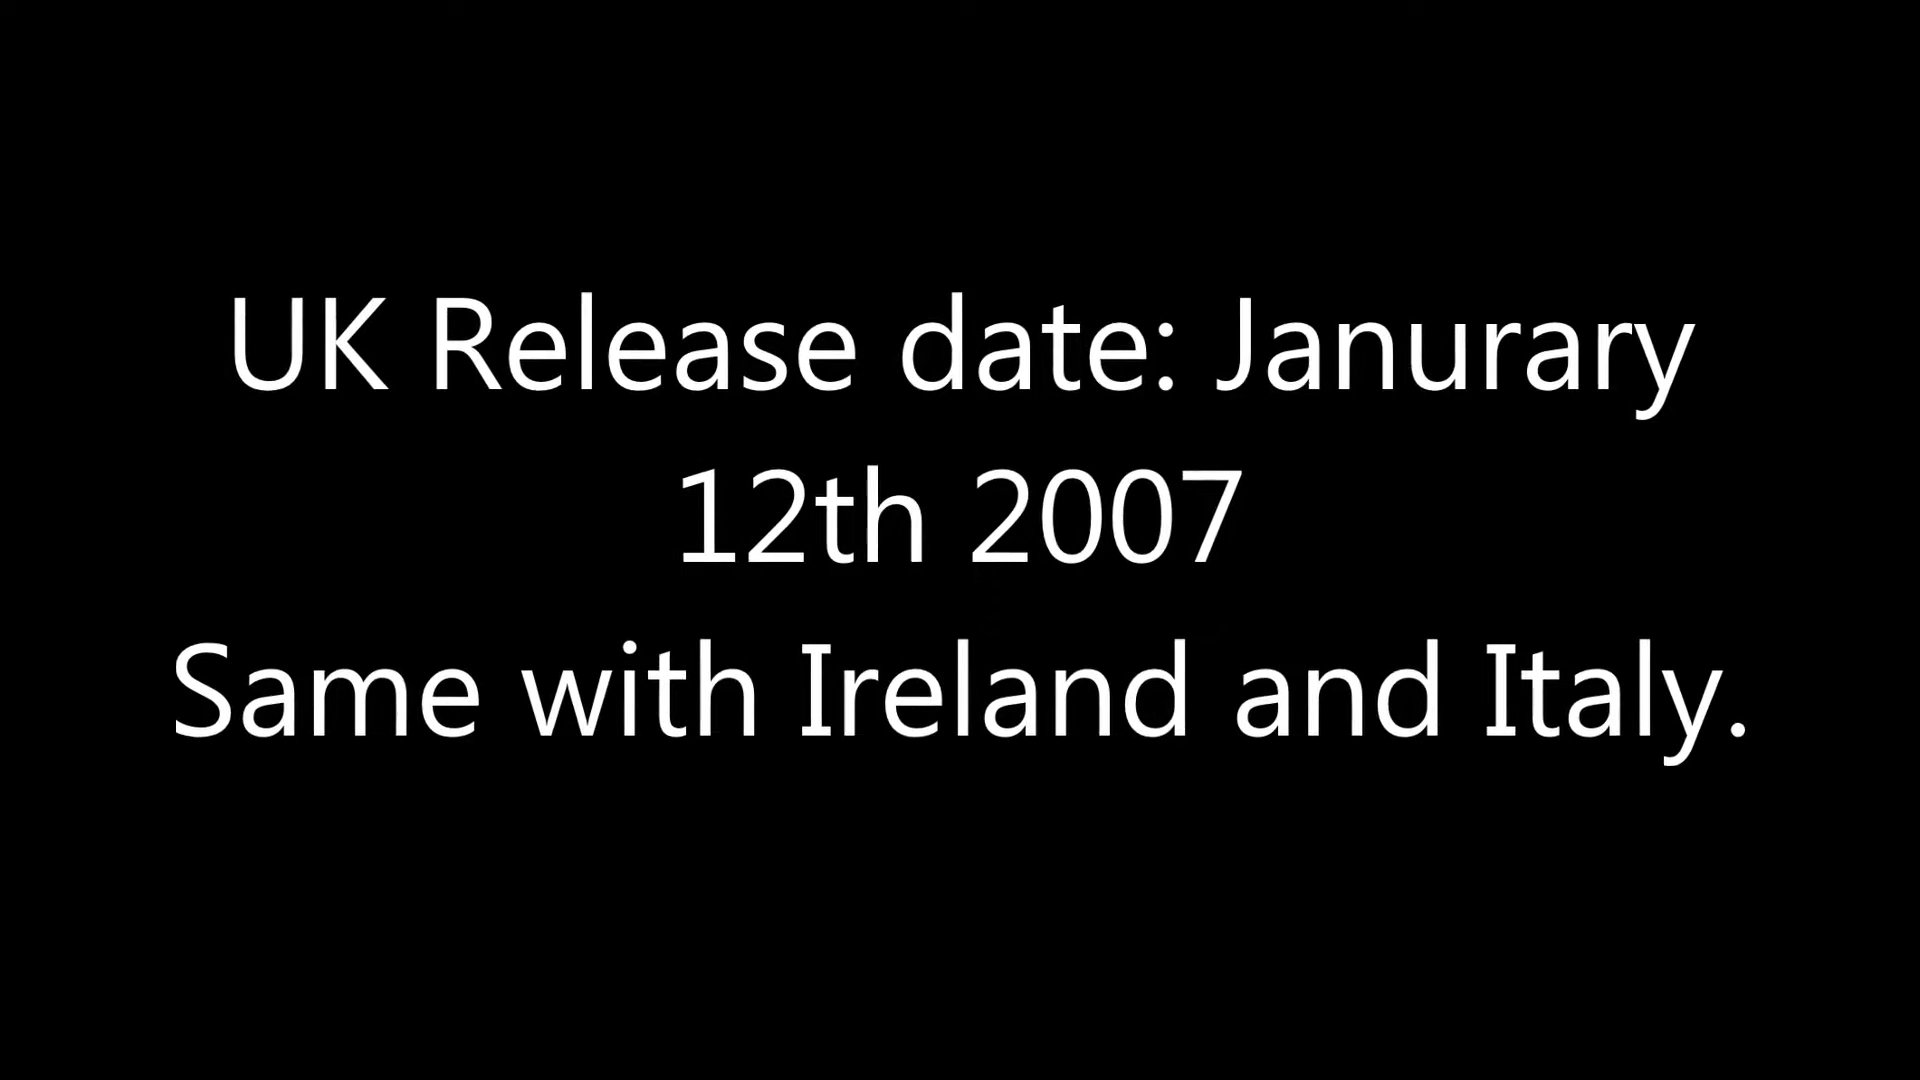 UK Release date: Janurary
12th 2007
Same with Ireland and Italy.